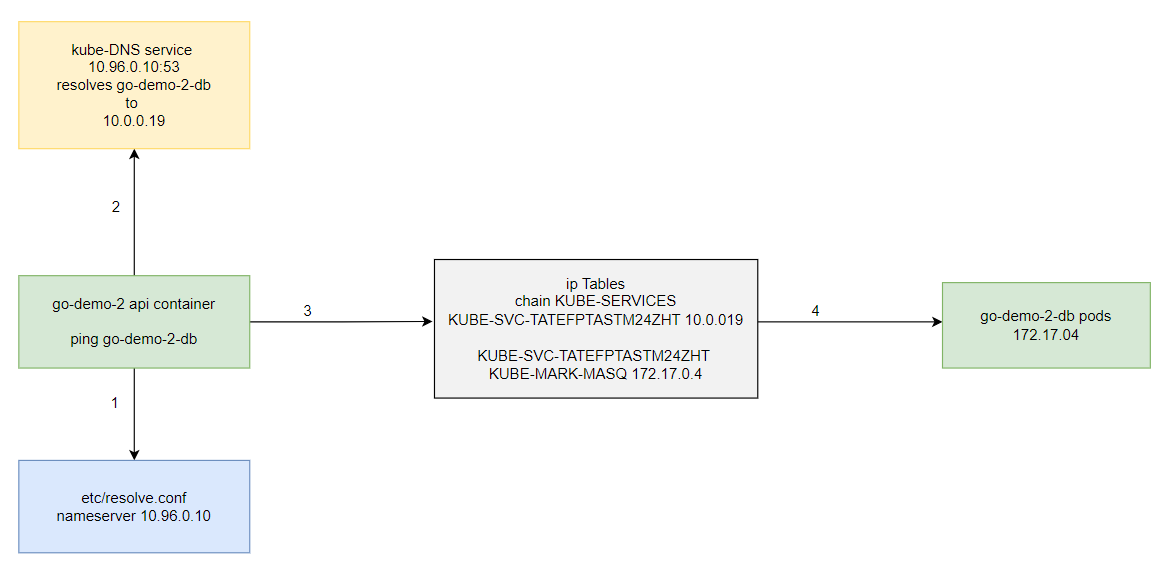 kube-DNS service
10.96.0.10:53
resolves go-demo-2-db
to
10.0.0.19
2
go-demo-2 api container
ping go-demo-2-db
3
ip Tables
chain KUBE-SERVICES
KUBE-SVC-TATEFPTASTM24ZHT 10.0.019
KUBE-SVC-TATEFPTASTM24ZHT
KUBE-MARK-MASQ 172.17.0.4
4
go-demo-2-db pods
172.17.04
1
etc/resolve.conf
nameserver 10.96.0.10